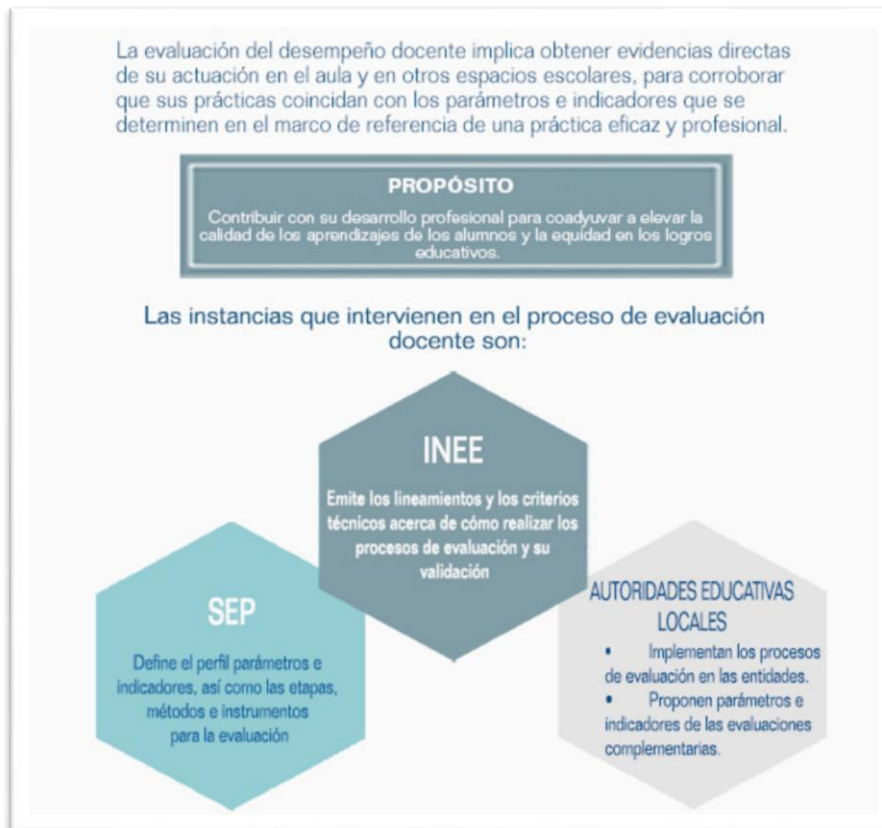 La evaluación del desempeño docente implica obtener evidencias directas
de su actuación en el aula y en otros espacios escolares, para corroborar
que sus prácticas coincidan con los parámetros e indicadores que se
determinen en el marco de referencia de una práctica eficaz y profesional.
PROPÓSITO
Contribuir con su desarrollo profesional para coadyuvar a elevar la
calidad de los aprendizajes de los alumnos y la equidad en los logros
educativos.
Las instancias que intervienen en el proceso de evaluación
docente son:
INEE
Emite los lineamientos y los criterios
técnicos acerca de cómo realizar los
procesos de evaluación y su
validación
SEP
Define el perfil parámetros e
indicadores, así como las etapas,
métodos e instrumentos
para la evaluación
AUTORIDADES EDUCATIVAS
LOCALES
• Implementan los procesos
de evaluación en las entidades.
• Proponen parámetros e
indicadores de las evaluaciones
complementarias.